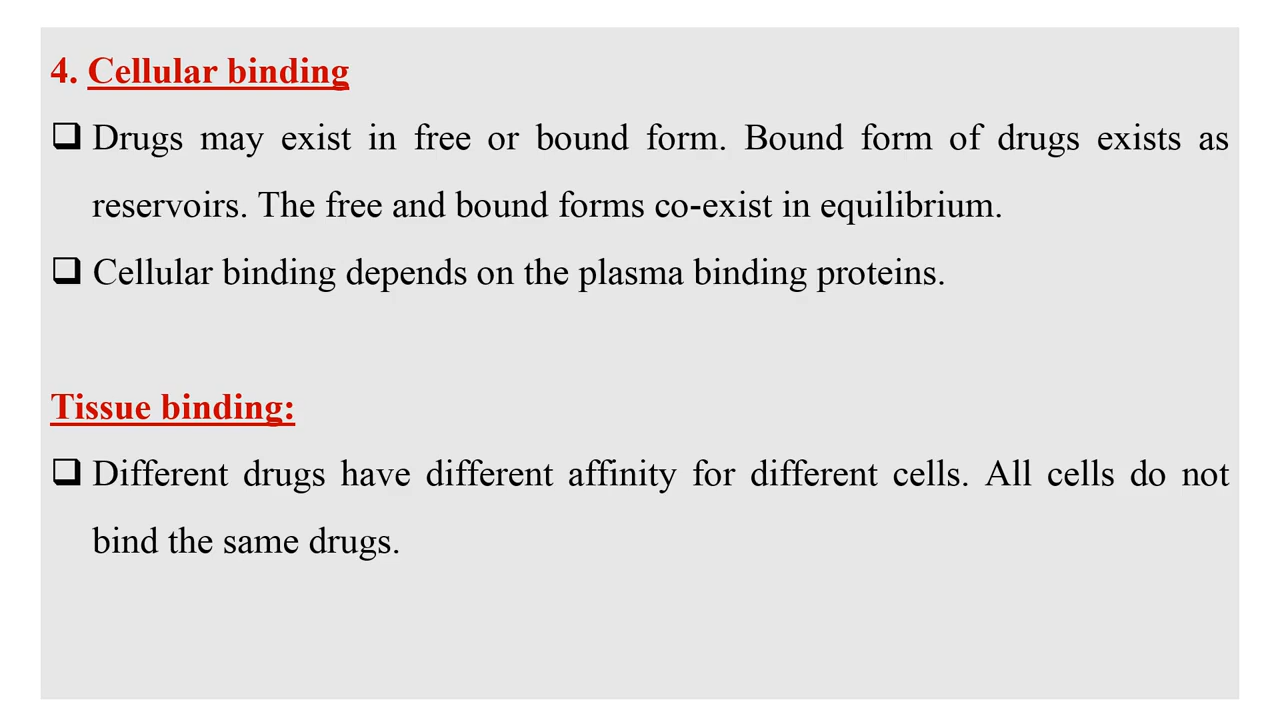 4. Cellular binding
❑ Drugs may exist in free or bound form. Bound form of drugs exists as
reservoirs. The free and bound forms co-exist in equilibrium.
❑ Cellular binding depends on the plasma binding proteins.
Tissue binding:
❑ Different drugs have different affinity for different cells. All cells do not
bind the same drugs.